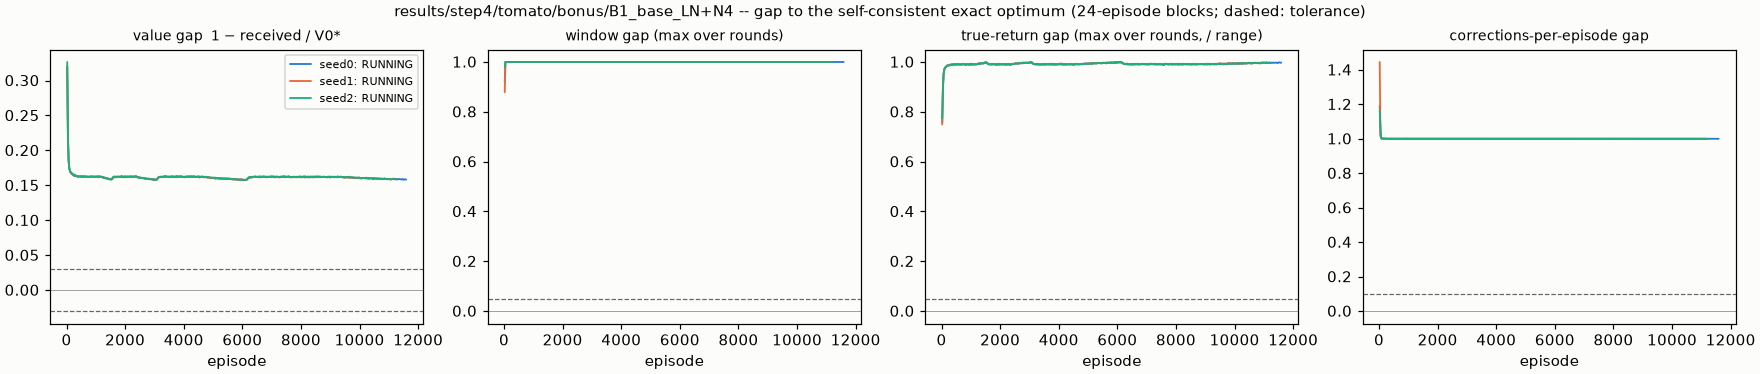 results/step4/tomato/bonus/B1_base_LN+N4 -- gap to the self-consistent exact optimum (24-episode blocks; dashed: tolerance)
value gap  1 − received / V0*
seed0: RUNNING
seed1: RUNNING
seed2: RUNNING
0.30
0.25
0.20
0.15
0.10
0.05
0.00
0 2000 4000 6000 8000 10000 12000
episode
window gap (max over rounds)
1.0
0.8
0.6
0.4
0.2
0.0
0 2000 4000 6000 8000 10000 12000
episode
true-return gap (max over rounds, / range)
1.0
0.8
0.6
0.4
0.2
0.0
0 2000 4000 6000 8000 10000 12000
episode
corrections-per-episode gap
1.4
1.2
1.0
0.8
0.6
0.4
0.2
0.0
0 2000 4000 6000 8000 10000 12000
episode